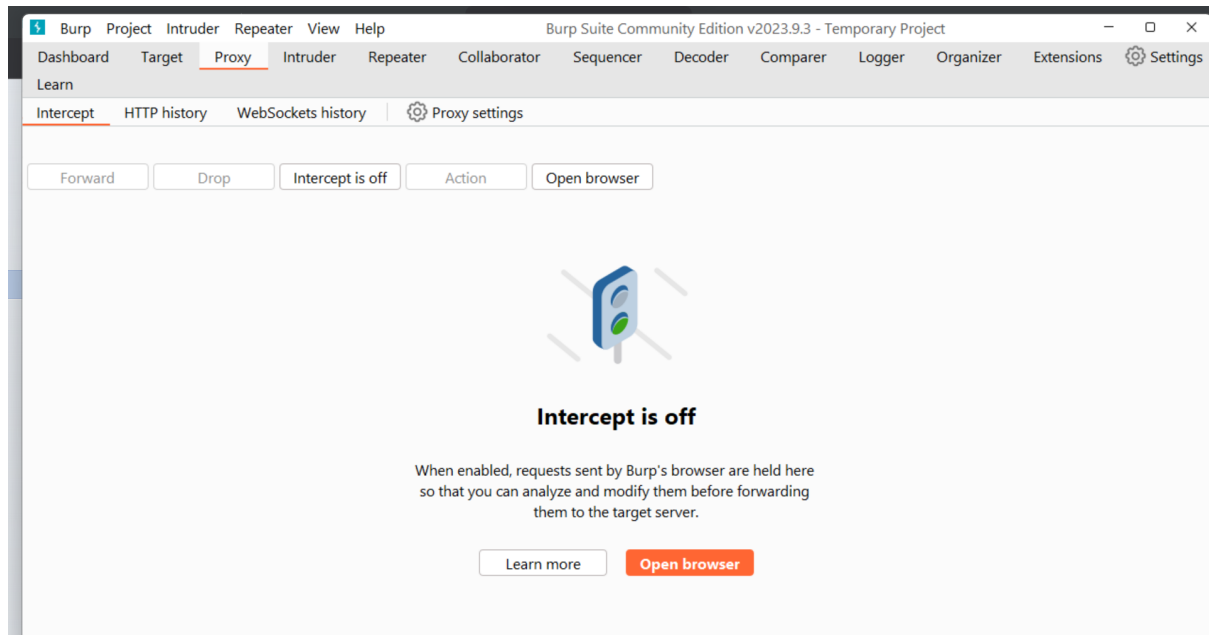 Burp Project Intruder Repeater View Help Burp Suite Community Edition v2023.9.3 - Temporary Project
Dashboard Target Proxy Intruder Repeater Collaborator Sequencer Decoder Comparer Logger Organizer Extensions Settings
Learn
Intercept HTTP history WebSockets history Proxy settings
Forward Drop Intercept is off Action Open browser
Intercept is off
When enabled, requests sent by Burp's browser are held here
so that you can analyze and modify them before forwarding
them to the target server.
Learn more Open browser